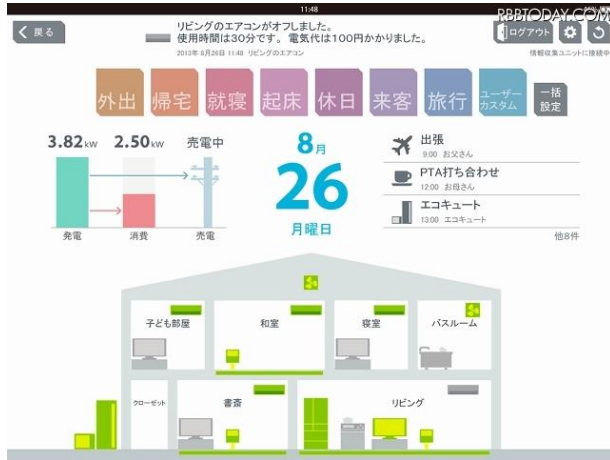 11:48
RBBTODAY.COM
戻る
リビングのエアコンがオフしました。
使用時間は30分です。電気代は100円かかりました。
2013年 8月26日 11:48 リビングのエアコン
ログアウト
情報収集ユニットに接続中
外出
帰宅
就寝
起床
休日
来客
旅行
ユーザー
カスタム
一括
設定
3.82kW
2.50kW
売電中
発電
消費
売電
8月
26
月曜日
出張
9:00 お父さん
PTA打ち合わせ
12:00 お母さん
エコキュート
13:00 エコキュート
他8件
子ども部屋
和室
寝室
バスルーム
クローゼット
書斎
リビング